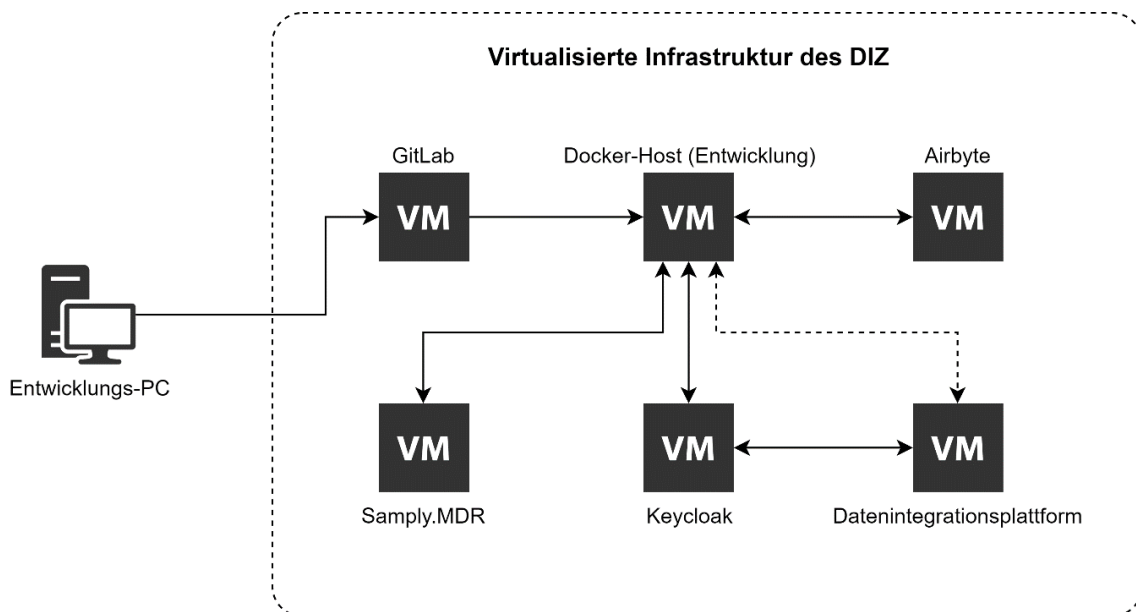 Virtualisierte Infrastruktur des DIZ
GitLab
Docker-Host (Entwicklung)
Airbyte
VM
VM
VM
Entwicklungs-PC
VM
VM
VM
Samply.MDR
Keycloak
Datenintegrationsplattform